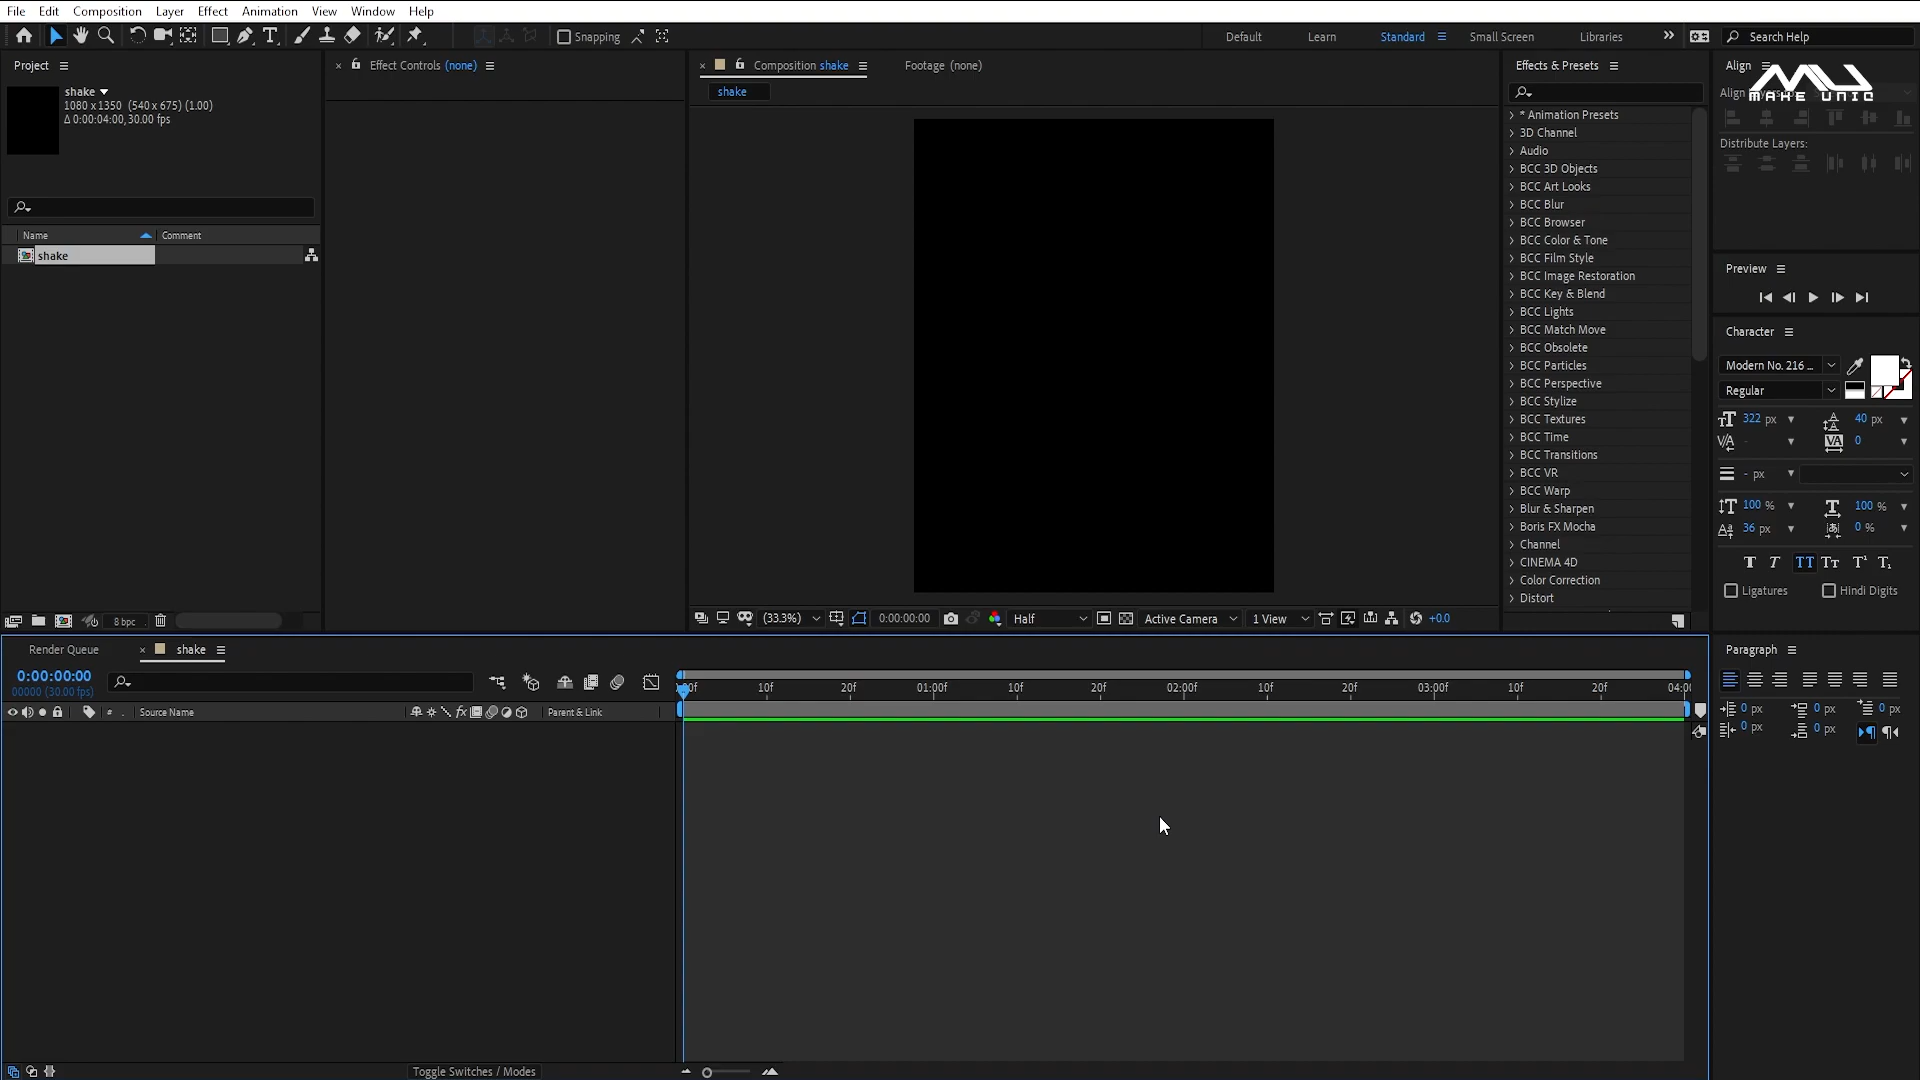 File Edit Composition Layer Effect Animation View Window Help
Snapping
Default Learn Standard Small Screen Libraries Search Help
Project
shake
1080 x 1350 (540 x 675) (1.00)
Δ 0:00:04:00, 30.00 fps
Name Comment
shake
8 bpc
Effect Controls (none)
Composition shake Footage (none)
shake
(33.3%) 0:00:00:00 Half Active Camera 1 View +0.0
Effects & Presets
* Animation Presets
3D Channel
Audio
BCC 3D Objects
BCC Art Looks
BCC Blur
BCC Browser
BCC Color & Tone
BCC Film Style
BCC Image Restoration
BCC Key & Blend
BCC Lights
BCC Match Move
BCC Obsolete
BCC Particles
BCC Perspective
BCC Stylize
BCC Textures
BCC Time
BCC Transitions
BCC VR
BCC Warp
Blur & Sharpen
Boris FX Mocha
Channel
CINEMA 4D
Color Correction
Distort
Align
MAKE UNIC
Distribute Layers:
Preview
Character
Modern No. 216 ...
Regular
322 px 40 px
- 0
- px
100 % 100 %
36 px 0 %
Ligatures Hindi Digits
Paragraph
0 px 0 px 0 px
0 px 0 px
Render Queue shake
0:00:00:00
00000 (30.00 fps)
10f 20f 01:00f 10f 20f 02:00f 10f 20f 03:00f 10f 20f
# Source Name fx Parent & Link
Toggle Switches / Modes